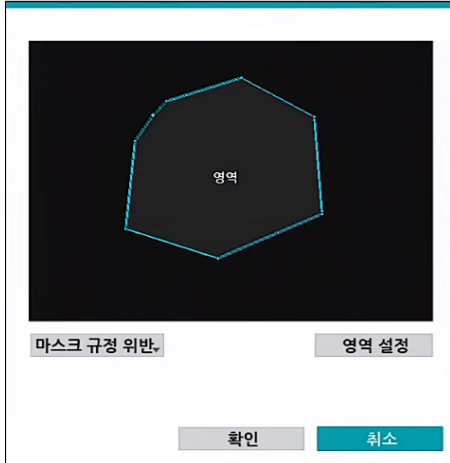 영역
마스크 규정 위반
영역 설정
확인
취소